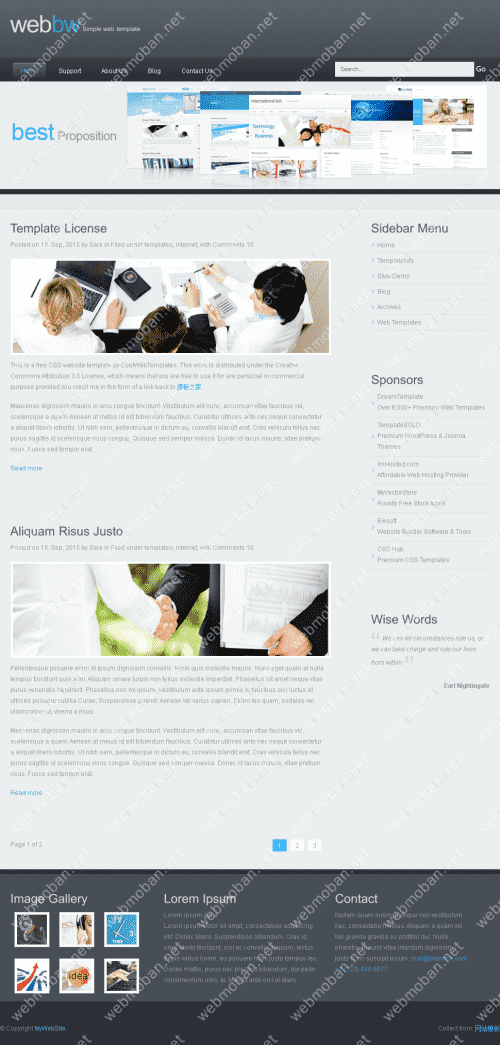 webbw Simple web template
Home Support About Us Blog Contact Us Search... Go
best Proposition
Template License
Posted on 18. Sep, 2015 by Sara in Filed under templates, internet, with Comments 18
This is a free CSS website template by CoolWebTemplates. This work is distributed under the Creative
Commons Attribution 3.0 License, which means that you are free to use it for any personal or commercial
purpose provided you credit me in the form of a link back to 模板之家.
Maecenas dignissim mauris in arcu congue tincidunt. Vestibulum elit nunc, accumsan vitae faucibus vel,
scelerisque a quam. Aenean at metus id elit bibendum faucibus. Curabitur ultrices ante nec neque consectetur
a aliquet libero lobortis. Ut nibh sem, pellentesque in dictum eu, convallis blandit erat. Cras vehicula tellus nec
purus sagittis id scelerisque risus congue. Quisque sed semper massa. Donec id lacus mauris, vitae pretium
risus. Fusce sed tempor erat.
Read more
Aliquam Risus Justo
Posted on 18. Sep, 2015 by Sara in Filed under templates, internet, with Comments 18
Pellentesque posuere enim et ipsum dignissim convallis. Proin quis molestie mauris. Nunc eget quam at nulla
tempus tincidunt quis a mi. Aliquam ornare turpis non tellus molestie imperdiet. Phasellus sit amet neque vitae
purus venenatis hendrerit. Phasellus non mi ipsum. Vestibulum ante ipsum primis in faucibus orci luctus et
ultrices posuere cubilia Curae; Suspendisse potenti. Aenean vel varius sapien. Etiam leo quam, sodales vel
ullamcorper ut, viverra a risus.
Maecenas dignissim mauris in arcu congue tincidunt. Vestibulum elit nunc, accumsan vitae faucibus vel,
scelerisque a quam. Aenean at metus id elit bibendum faucibus. Curabitur ultrices ante nec neque consectetur
a aliquet libero lobortis. Ut nibh sem, pellentesque in dictum eu, convallis blandit erat. Cras vehicula tellus nec
purus sagittis id scelerisque risus congue. Quisque sed semper massa. Donec id lacus mauris, vitae pretium
risus. Fusce sed tempor erat.
Read more
Page 1 of 2 1 2 3
Sidebar Menu
Home
TemplateInfo
Style Demo
Blog
Archives
Web Templates
Sponsors
DreamTemplate
Over 6,000+ Premium Web Templates
TemplateSOLD
Premium WordPress & Joomla
Themes
ImHosted.com
Affordable Web Hosting Provider
MyVectorStore
Royalty Free Stock Icons
Evrsoft
Website Builder Software & Tools
CSS Hub
Premium CSS Templates
Wise Words
“ We can let circumstances rule us, or
we can take charge and rule our lives
from within. ”
Earl Nightingale
Image Gallery
Lorem Ipsum
Lorem ipsum dolor
Lorem ipsum dolor sit amet, consectetuer adipiscing
elit. Donec libero. Suspendisse bibendum. Cras id
urna. Morbi tincidunt, orci ac convallis aliquam, lectus
turpis varius lorem, eu posuere nunc justo tempus leo.
Donec mattis, purus nec placerat bibendum, dui pede
condimentum odio, ac blandit ante orci ut diam.
Contact
Nullam quam lorem, tristique non vestibulum
nec, consectetur in risus. Aliquam a quam vel
leo gravida gravida eu porttitor dui. Nulla
pharetra, mauris vitae interdum dignissim,
justo nunc suscipit ipsum. mail@example.com
444-5677
© Copyright MyWebSite.
Collect from 网站模板
webmoban.net